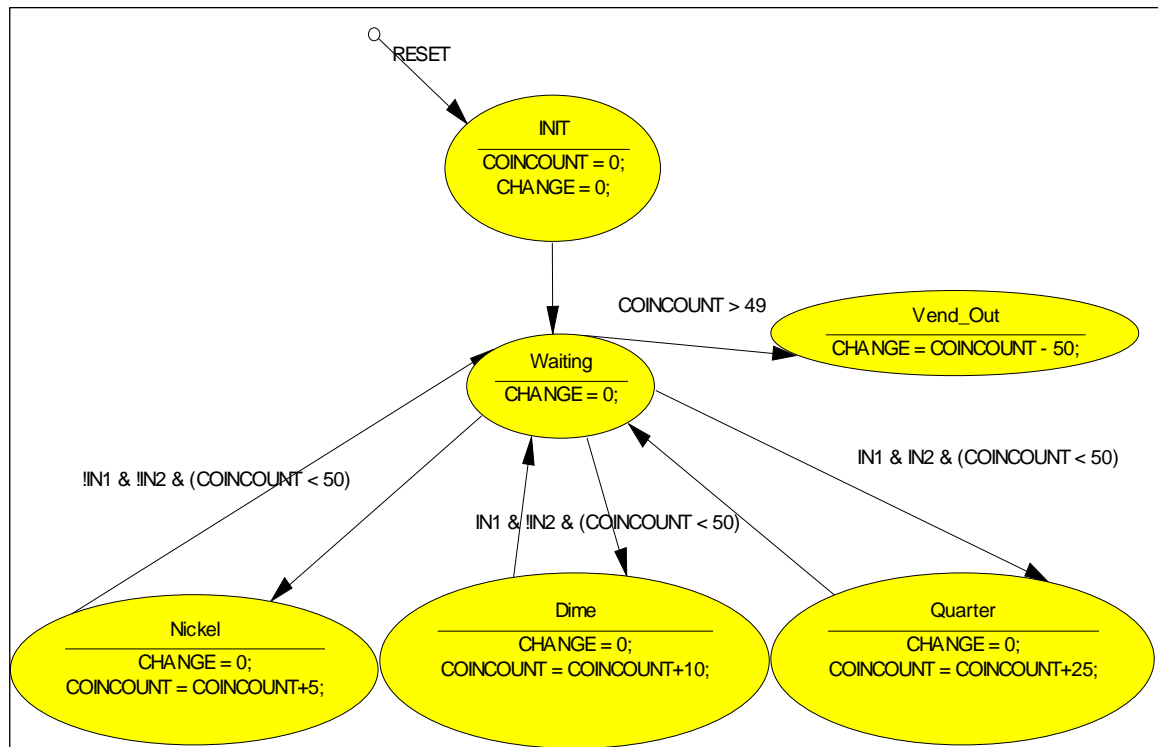 RESET
INIT
COINCOUNT = 0;
CHANGE = 0;
COINCOUNT > 49
Vend_Out
CHANGE = COINCOUNT - 50;
Waiting
CHANGE = 0;
!IN1 & !IN2 & (COINCOUNT < 50)
IN1 & !IN2 & (COINCOUNT < 50)
IN1 & IN2 & (COINCOUNT < 50)
Nickel
CHANGE = 0;
COINCOUNT = COINCOUNT+5;
Dime
CHANGE = 0;
COINCOUNT = COINCOUNT+10;
Quarter
CHANGE = 0;
COINCOUNT = COINCOUNT+25;